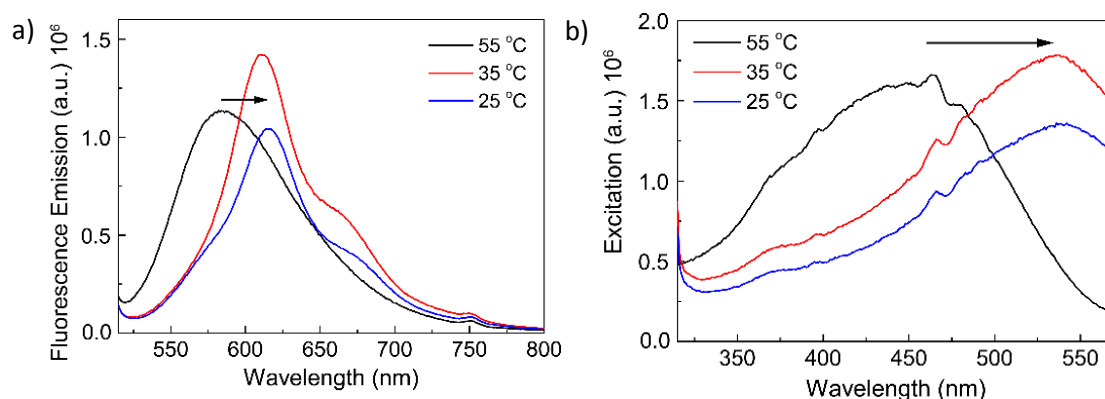 a)
Fluorescence Emission (a.u.) 10⁶
1.5
1.0
0.5
0.0
55 °C
35 °C
25 °C
550 600 650 700 750 800
Wavelength (nm)
b)
Excitation (a.u.) 10⁶
2.0
1.5
1.0
0.5
0.0
55 °C
35 °C
25 °C
350 400 450 500 550
Wavelength (nm)